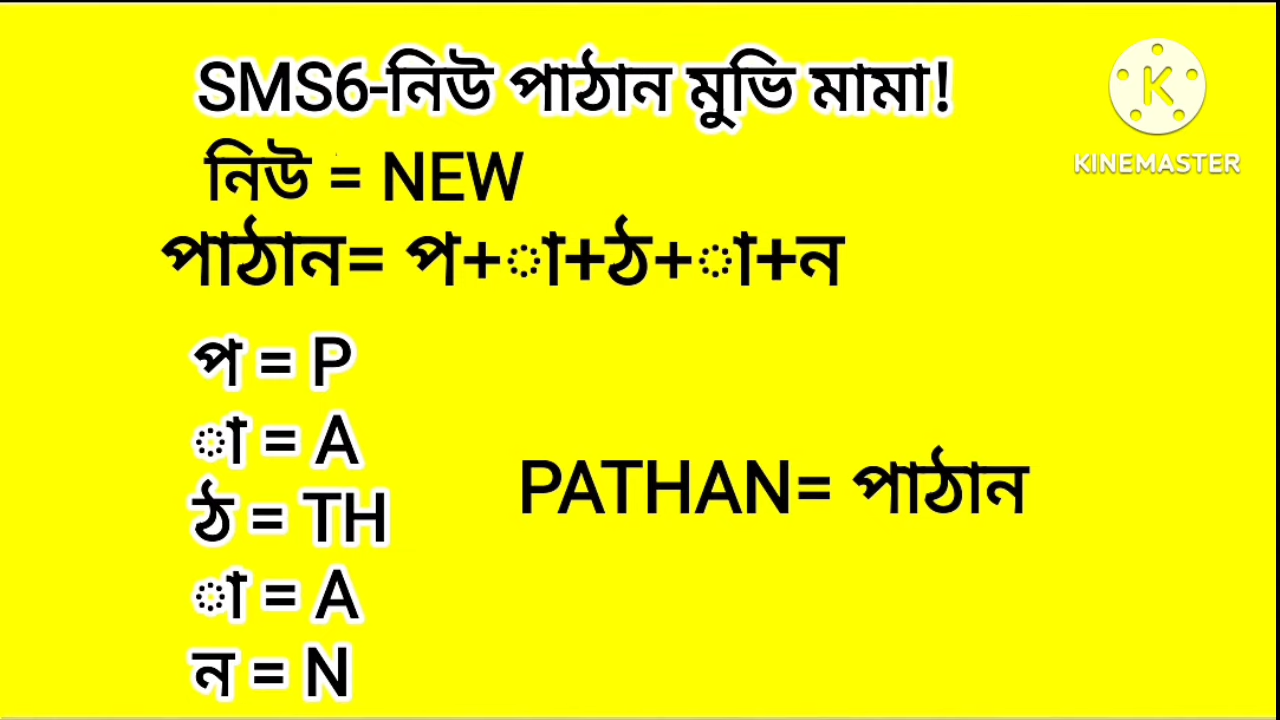 SMS6-নিউ পাঠান মুভি মামা!
K
KINEMASTER
নিউ = NEW
পাঠান= প+া+ঠ+া+ন
প = P
া = A
ঠ = TH
PATHAN= পাঠান
া = A
ন = N